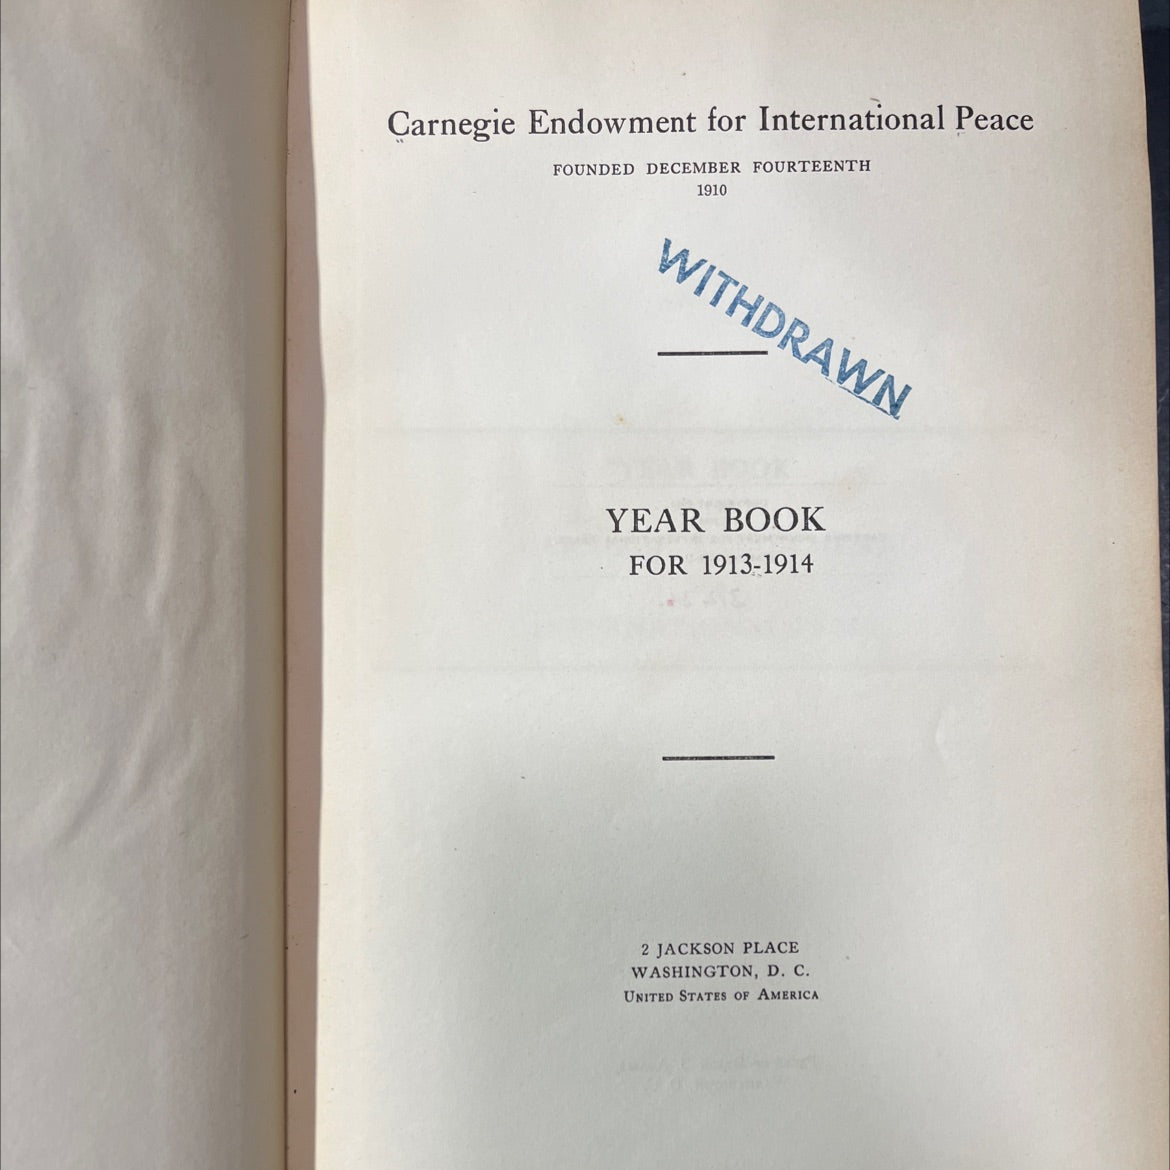 Carnegie Endowment for International Peace
FOUNDED DECEMBER FOURTEENTH
1910
WITHDRAWN
YEAR BOOK
FOR 1913-1914
2 JACKSON PLACE
WASHINGTON, D. C.
UNITED STATES OF AMERICA